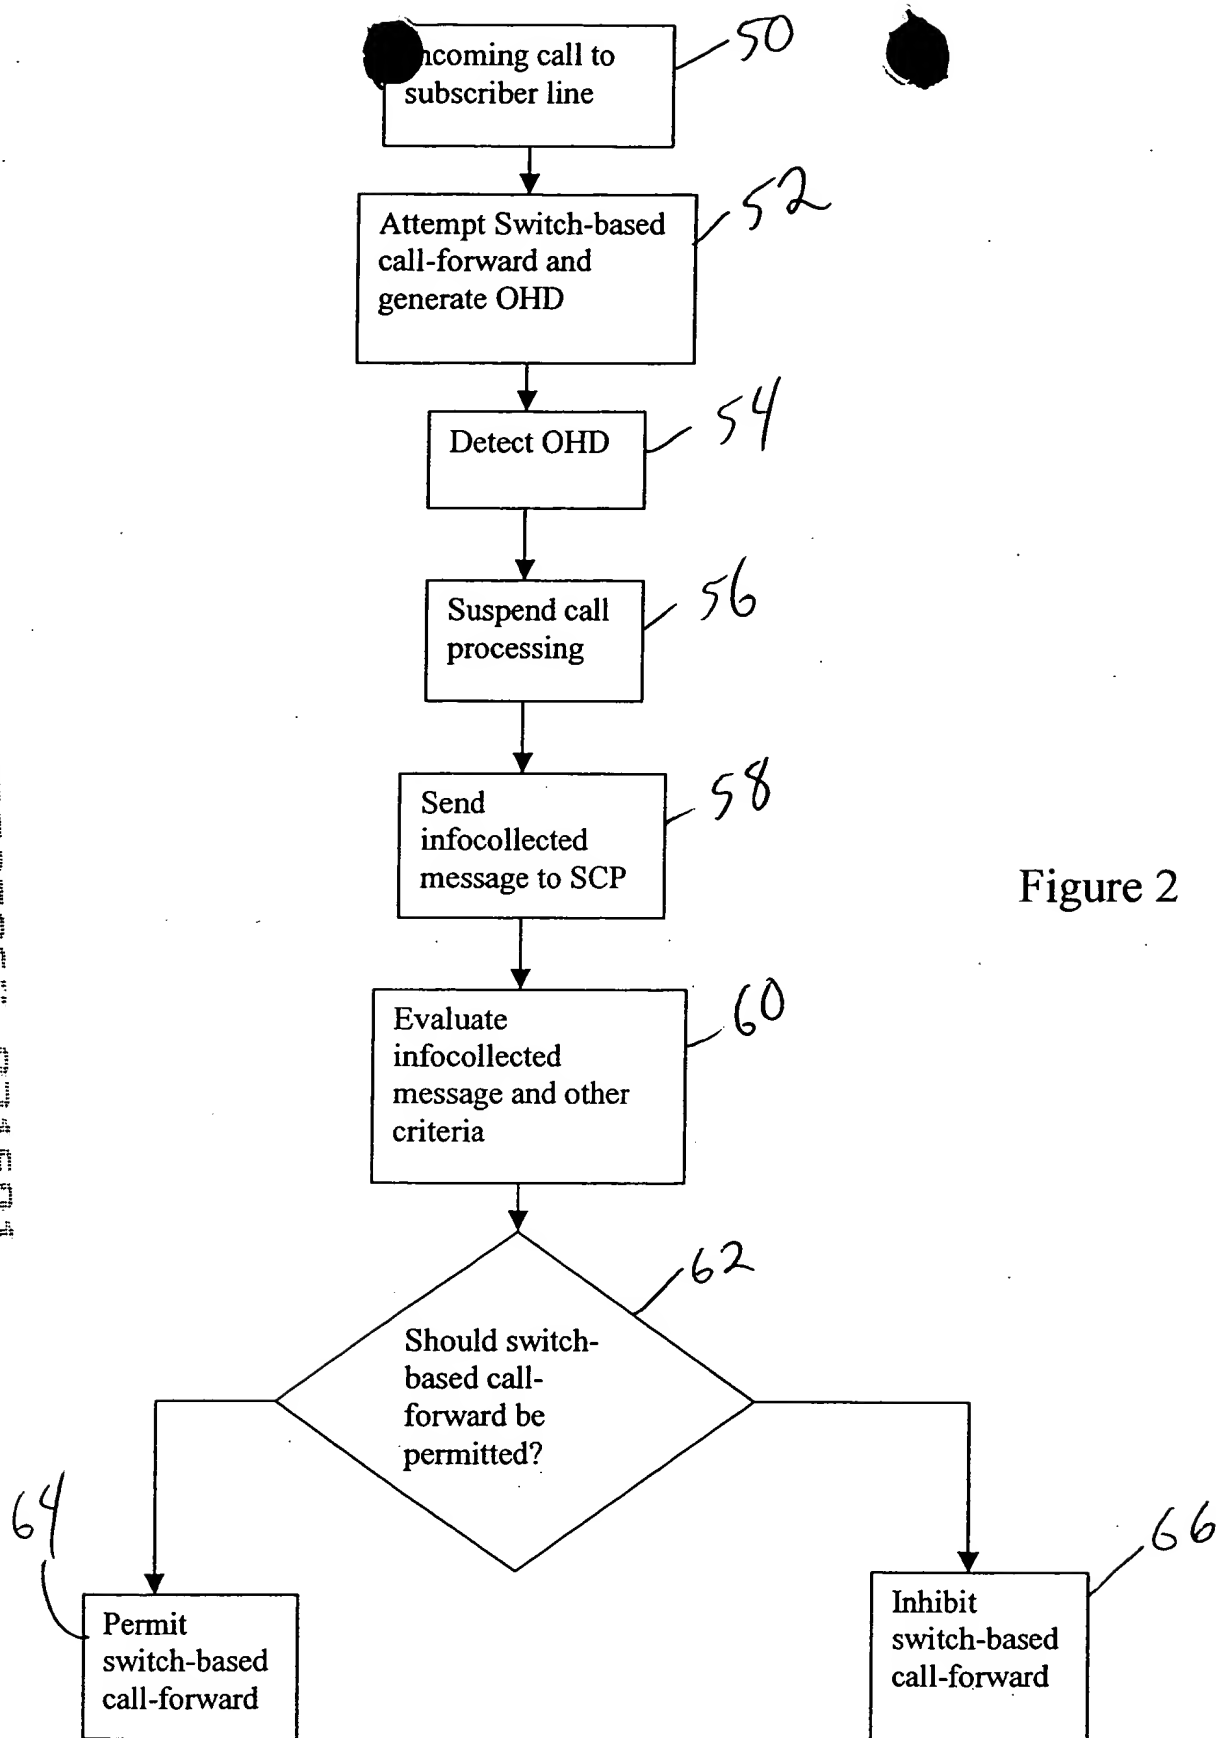 incoming call to
subscriber line
50
Attempt Switch-based
call-forward and
generate OHD
52
Detect OHD
54
Suspend call
processing
56
Send
infocollected
message to SCP
58
Figure 2
Evaluate
infocollected
message and other
criteria
60
Should switch-
based call-
forward be
permitted?
62
64
Permit
switch-based
call-forward
66
Inhibit
switch-based
call-forward